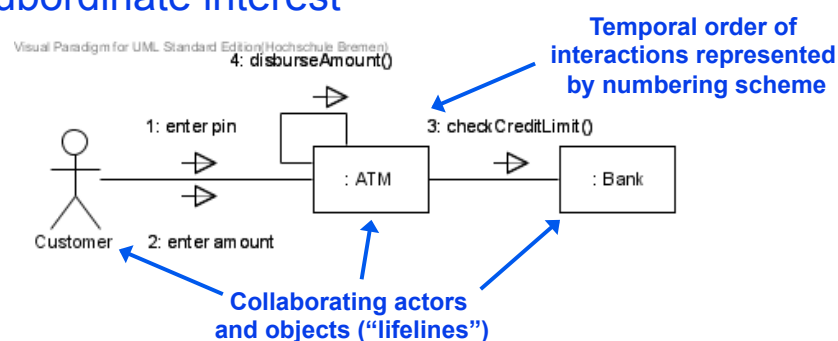 subordinate interest
Visual Paradigm for UML Standard Edition(Hochschule Bremen)
Temporal order of
interactions represented
by numbering scheme
4: disburseAmount()
1: enter pin
3: checkCreditLimit()
: ATM
: Bank
Customer
2: enter amount
Collaborating actors
and objects (“lifelines”)